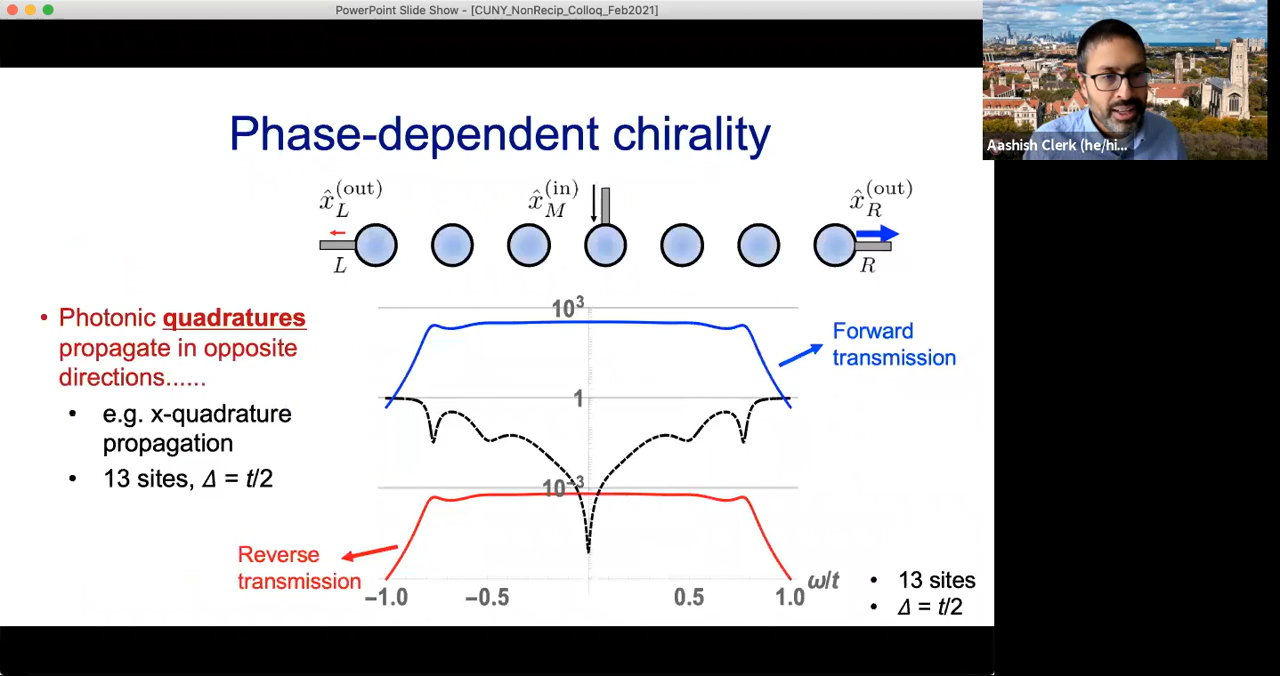 PowerPoint Slide Show - [CUNY_NonRecip_Colloq_Feb2021]
Aashish Clerk (he/hi...
Phase-dependent chirality
x̂_L^(out)
x̂_M^(in)
x̂_R^(out)
L
R
• Photonic quadratures
propagate in opposite
directions......
• e.g. x-quadrature
propagation
• 13 sites, Δ = t/2
10³
1
10⁻³
Forward
transmission
Reverse
transmission
−1.0
−0.5
0.5
1.0
ω/t
• 13 sites
• Δ = t/2